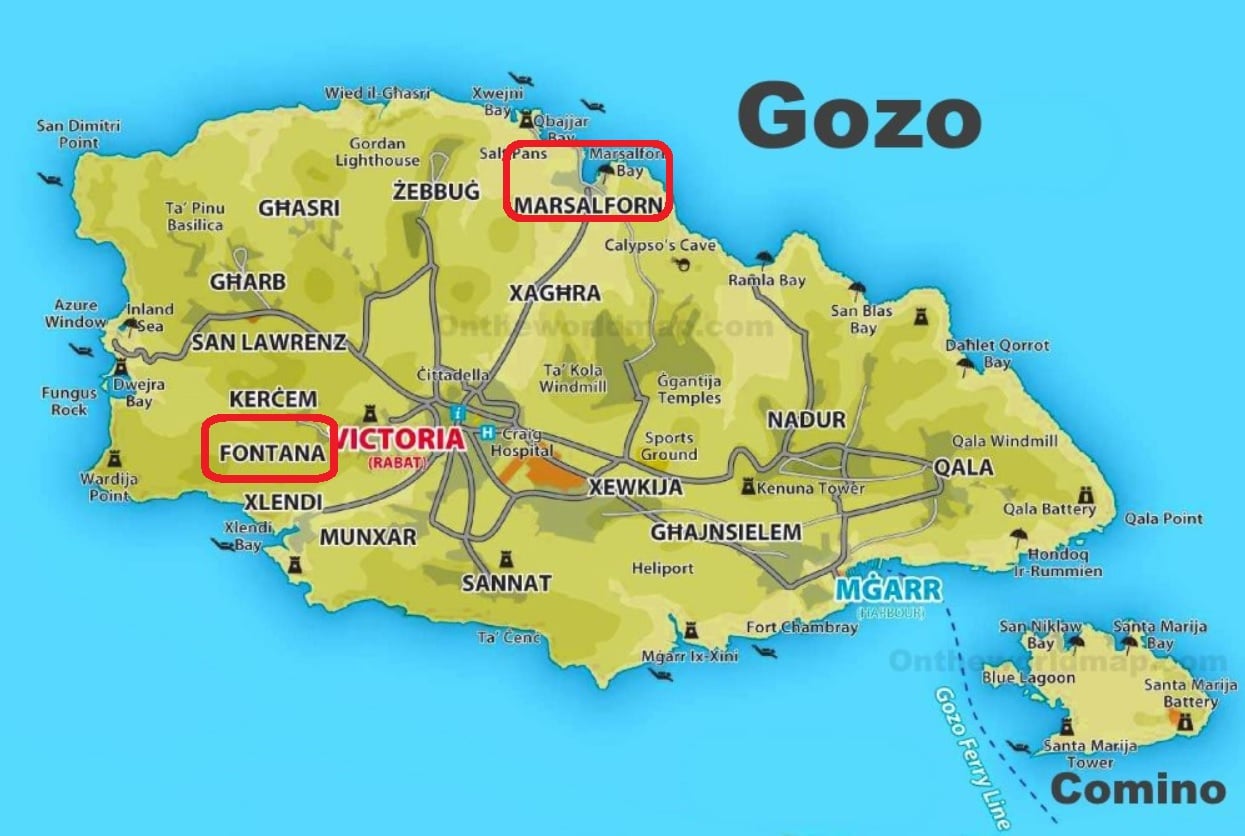 Gozo
Wied il-Għasri
Xwejni
Bay
Qbajjar
Bay
San Dimitri
Point
Gordan
Lighthouse
Salt Pans
Marsalforn
Bay
ŻEBBUĠ
MARSALFORN
Ta' Pinu
Basilica
GĦASRI
Calypso's Cave
GĦARB
Ramla Bay
XAGĦRA
Azure
Window
Inland
Sea
San Blas
Bay
Ontheworldmap.com
SAN LAWRENZ
Daħlet Qorrot
Bay
Ċittadella
Ta' Kola
Windmill
Ġgantija
Temples
Fungus
Rock
Dwejra
Bay
KERĊEM
NADUR
i
H
VICTORIA
(RABAT)
Craig
Hospital
Sports
Ground
Qala Windmill
FONTANA
QALA
Wardija
Point
XEWKIJA
Kenuna Tower
XLENDI
Qala Battery
Qala Point
Xlendi
Bay
MUNXAR
GĦAJNSIELEM
Ħondoq
Ir-Rummien
Heliport
SANNAT
MĠARR
(HARBOUR)
Ta' Ċenċ
Fort Chambray
San Niklaw
Bay
Santa Marija
Bay
Mġarr Ix-Xini
Ontheworldmap.com
Blue Lagoon
Santa Marija
Battery
Gozo Ferry Line
Santa Marija
Tower
Comino